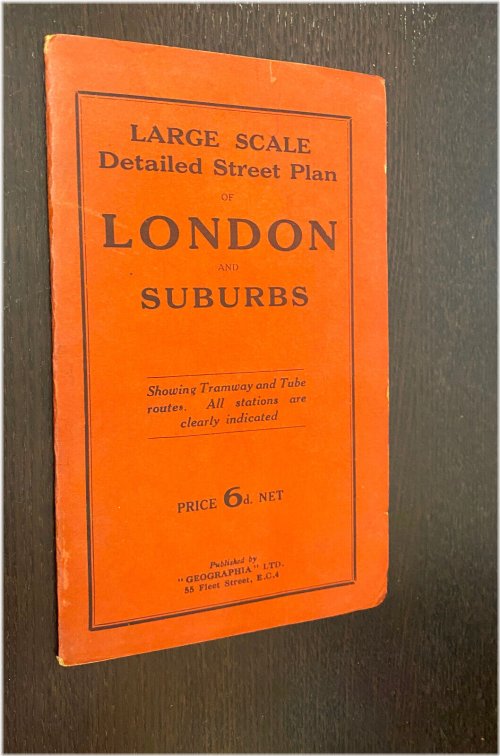 LARGE SCALE
Detailed Street Plan
OF
LONDON
AND
SUBURBS
Showing Tramway and Tube
routes. All stations are
clearly indicated
PRICE 6d. NET
Published by
"GEOGRAPHIA" LTD.
55 Fleet Street, E.C.4